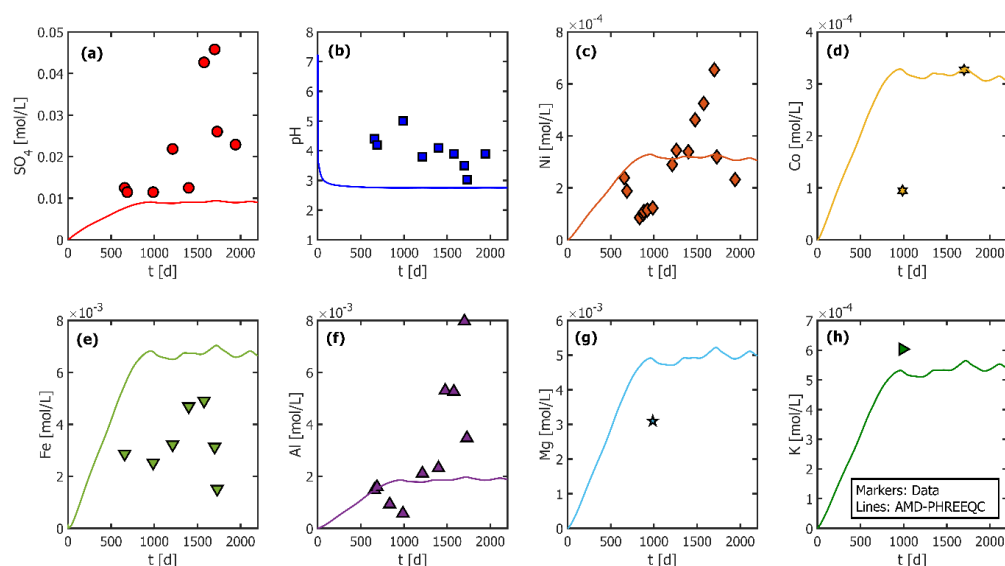 (a)
SO4 [mol/L]
0.05
0.04
0.03
0.02
0.01
0
0 500 1000 1500 2000
t [d]
(b)
pH
8
7
6
5
4
3
2
1
0 500 1000 1500 2000
t [d]
×10-4
(c)
Ni [mol/L]
8
6
4
2
0
0 500 1000 1500 2000
t [d]
×10-4
(d)
Co [mol/L]
4
3
2
1
0
0 500 1000 1500 2000
t [d]
×10-3
(e)
Fe [mol/L]
8
6
4
2
0
0 500 1000 1500 2000
t [d]
×10-3
(f)
Al [mol/L]
8
6
4
2
0
0 500 1000 1500 2000
t [d]
×10-3
(g)
Mg [mol/L]
6
5
4
3
2
1
0
0 500 1000 1500 2000
t [d]
×10-4
(h)
K [mol/L]
8
7
6
5
4
3
2
1
0
0 500 1000 1500 2000
t [d]
Markers: Data
Lines: AMD-PHREEQC